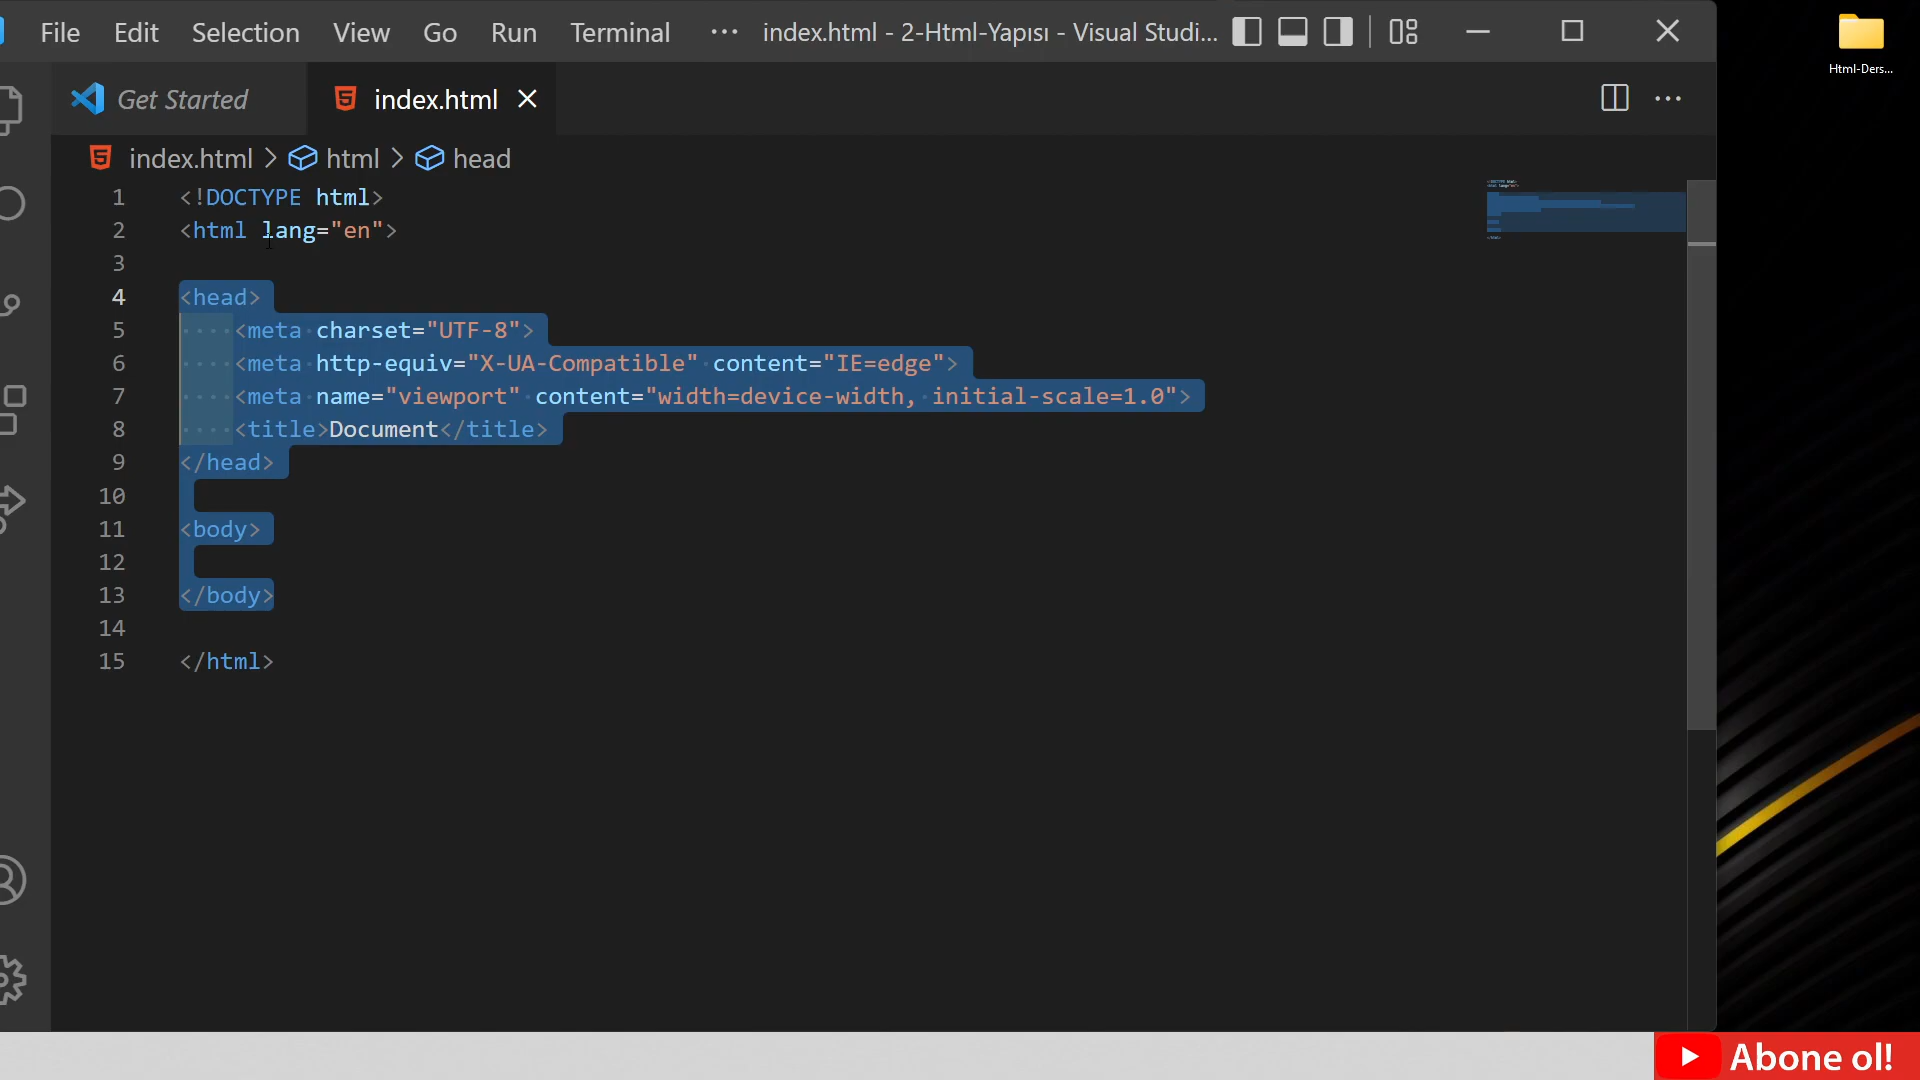 File Edit Selection View Go Run Terminal ··· index.html - 2-Html-Yapısı - Visual Studi...
Html-Ders...
Get Started index.html
index.html > html > head
1 <!DOCTYPE html>
2 <html lang="en">
3
4 <head>
5 <meta charset="UTF-8">
6 <meta http-equiv="X-UA-Compatible" content="IE=edge">
7 <meta name="viewport" content="width=device-width, initial-scale=1.0">
8 <title>Document</title>
9 </head>
10
11 <body>
12
13 </body>
14
15 </html>
Abone ol!